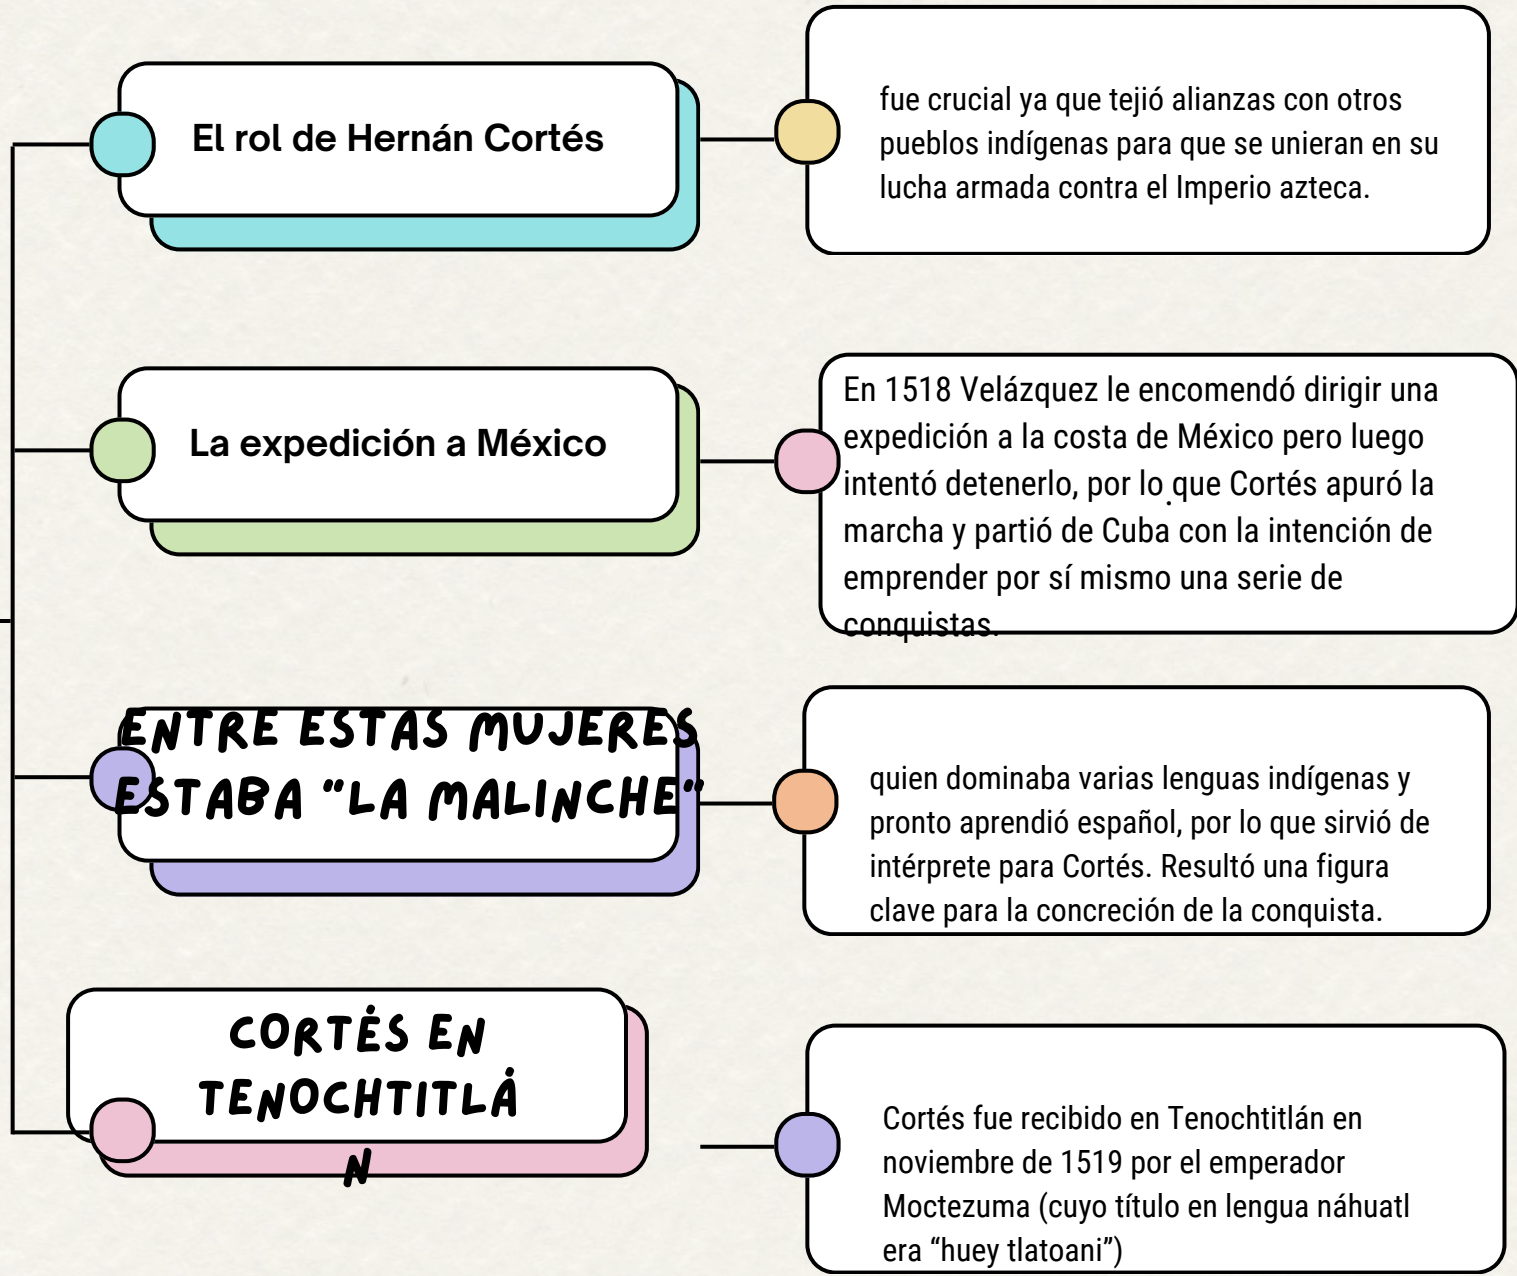 El rol de Hernán Cortés
fue crucial ya que tejió alianzas con otros
pueblos indígenas para que se unieran en su
lucha armada contra el Imperio azteca.
La expedición a México
En 1518 Velázquez le encomendó dirigir una
expedición a la costa de México pero luego
intentó detenerlo, por lo que Cortés apuró la
marcha y partió de Cuba con la intención de
emprender por sí mismo una serie de
conquistas.
.
ENTRE ESTAS MUJERES
ESTABA "LA MALINCHE"
quien dominaba varias lenguas indígenas y
pronto aprendió español, por lo que sirvió de
intérprete para Cortés. Resultó una figura
clave para la concreción de la conquista.
CORTÉS EN
TENOCHTITLÁ
N
Cortés fue recibido en Tenochtitlán en
noviembre de 1519 por el emperador
Moctezuma (cuyo título en lengua náhuatl
era “huey tlatoani”)